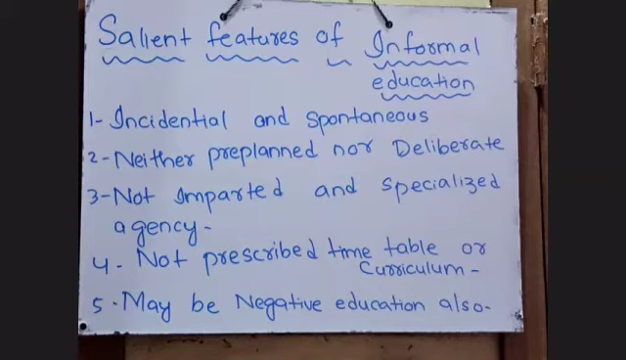 Salient features of Informal
education
1- Incidential and spontaneous
2- Neither preplanned nor Deliberate
3- Not Imparted and specialized
agency-
4- Not prescribed time table or
Curriculum-
5. May be Negative education also-